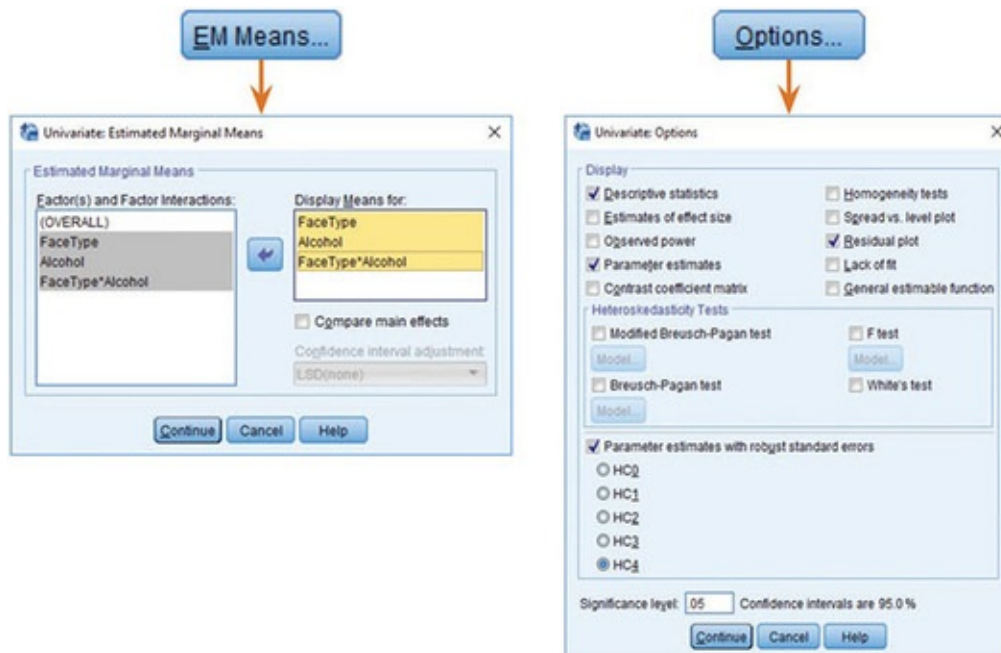 EM Means...
Univariate: Estimated Marginal Means
Estimated Marginal Means
Factor(s) and Factor Interactions:
(OVERALL)
FaceType
Alcohol
FaceType*Alcohol
Display Means for:
FaceType
Alcohol
FaceType*Alcohol
Compare main effects
Confidence interval adjustment:
LSD(none)
Continue Cancel Help
Options...
Univariate: Options
Display
Descriptive statistics Homogeneity tests
Estimates of effect size Spread vs. level plot
Observed power Residual plot
Parameter estimates Lack of fit
Contrast coefficient matrix General estimable function
Heteroskedasticity Tests
Modified Breusch-Pagan test F test
Model... Model...
Breusch-Pagan test White's test
Model...
Parameter estimates with robust standard errors
HC0
HC1
HC2
HC3
HC4
Significance level: .05 Confidence intervals are 95.0 %
Continue Cancel Help